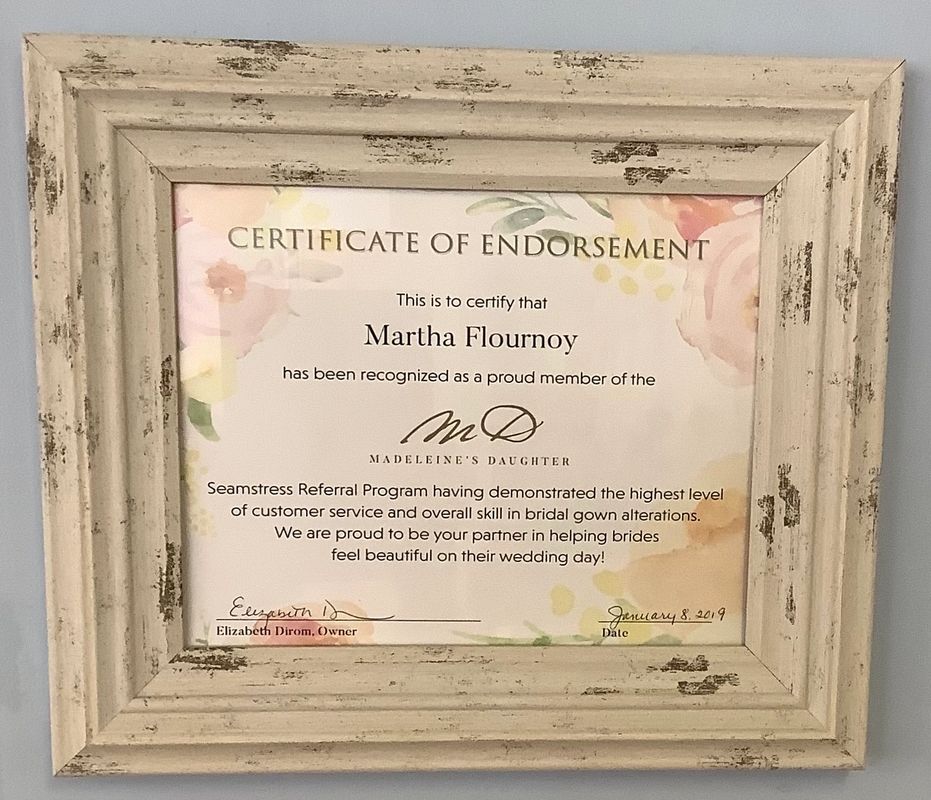 CERTIFICATE OF ENDORSEMENT
This is to certify that
Martha Flournoy
has been recognized as a proud member of the
MD
MADELEINE'S DAUGHTER
Seamstress Referral Program having demonstrated the highest level
of customer service and overall skill in bridal gown alterations.
We are proud to be your partner in helping brides
feel beautiful on their wedding day!
Elizabeth D
January 8, 2019
Elizabeth Dirom, Owner
Date